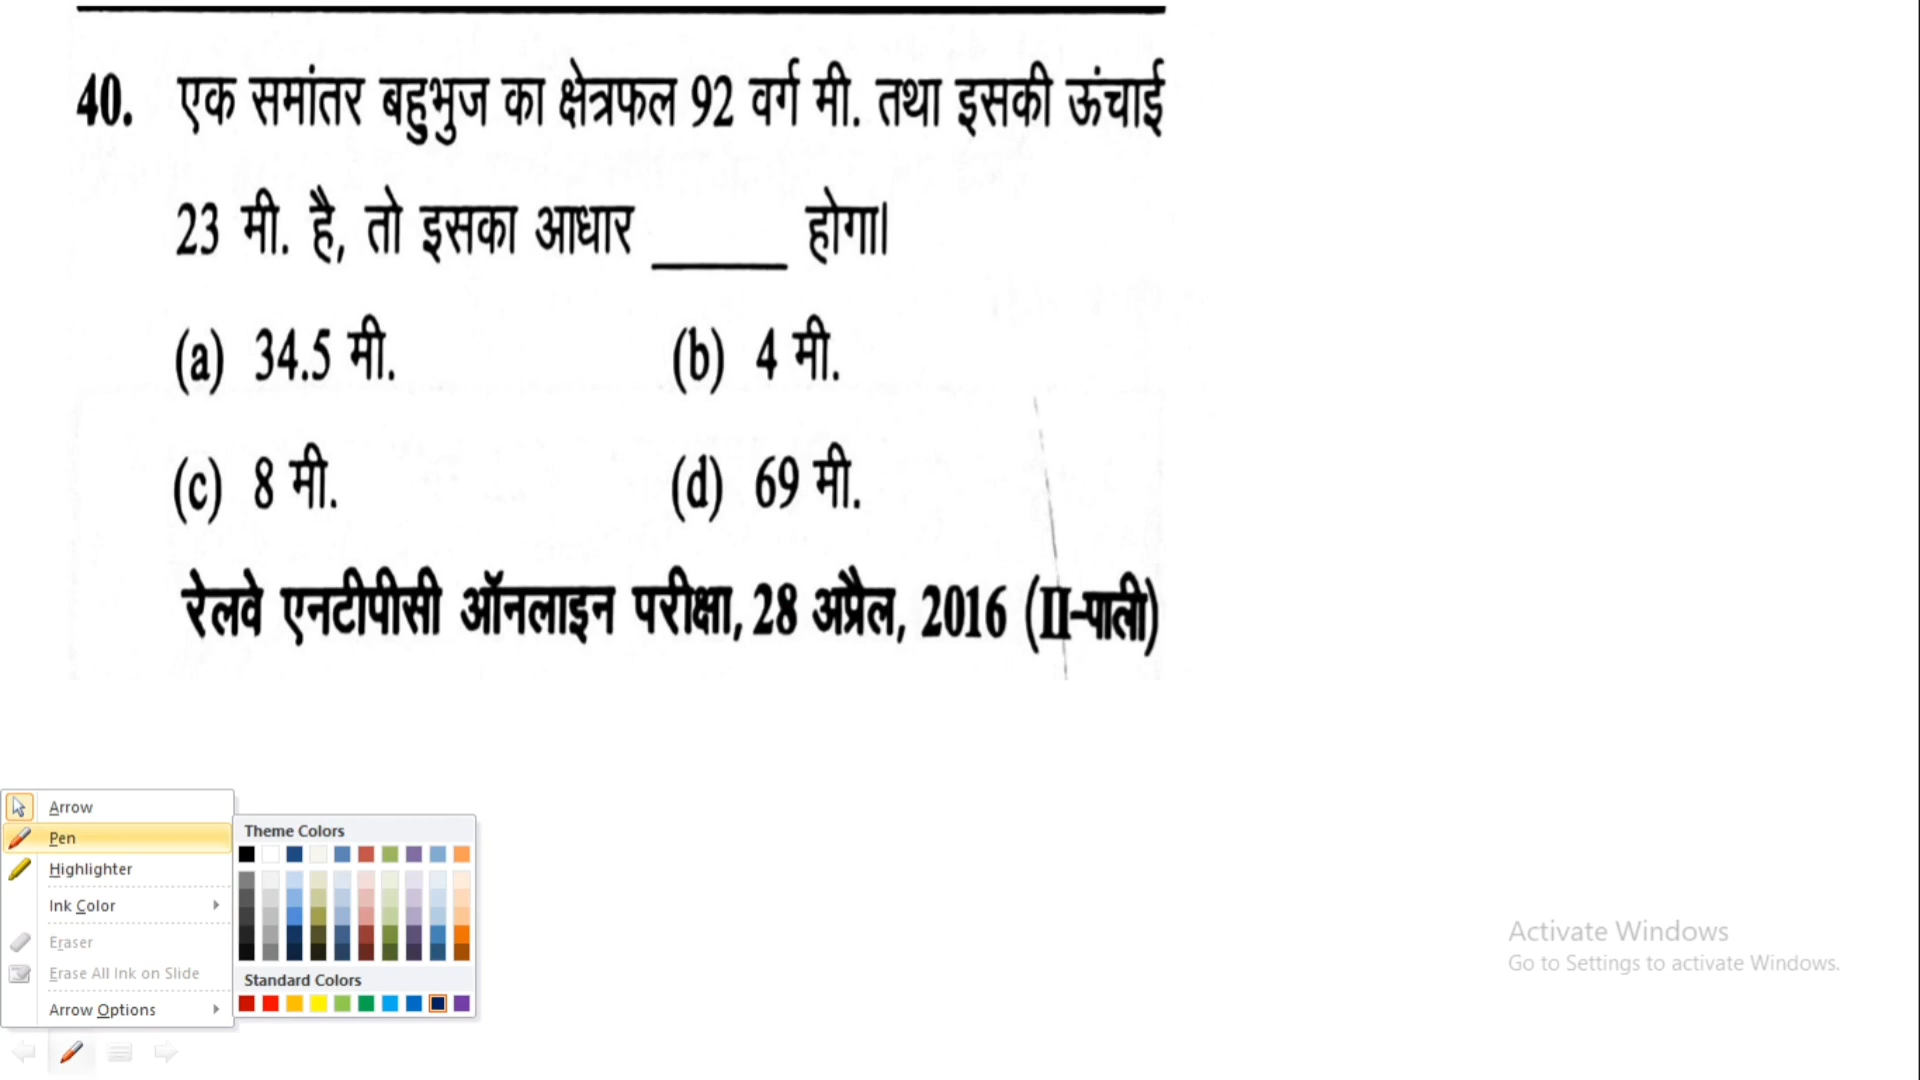 40. एक समांतर बहुभुज का क्षेत्रफल 92 वर्ग मी. तथा इसकी ऊंचाई
23 मी. है, तो इसका आधार ______ होगा।
(a) 34.5 मी. (b) 4 मी.
(c) 8 मी. (d) 69 मी.
रेलवे एनटीपीसी ऑनलाइन परीक्षा, 28 अप्रैल, 2016 (II-पाली)
Arrow
Pen
Highlighter
Ink Color
Eraser
Erase All Ink on Slide
Arrow Options
Theme Colors
Standard Colors
Activate Windows
Go to Settings to activate Windows.